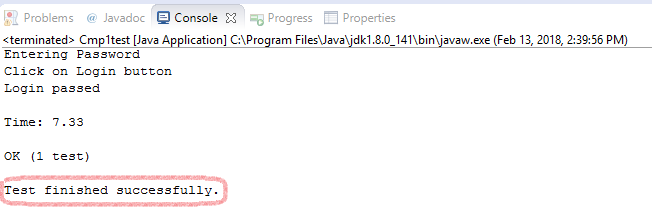 Problems @ Javadoc Console Progress Properties
<terminated> Cmp1test [Java Application] C:\Program Files\Java\jdk1.8.0_141\bin\javaw.exe (Feb 13, 2018, 2:39:56 PM)
Entering Password
Click on Login button
Login passed
Time: 7.33
OK (1 test)
Test finished successfully.